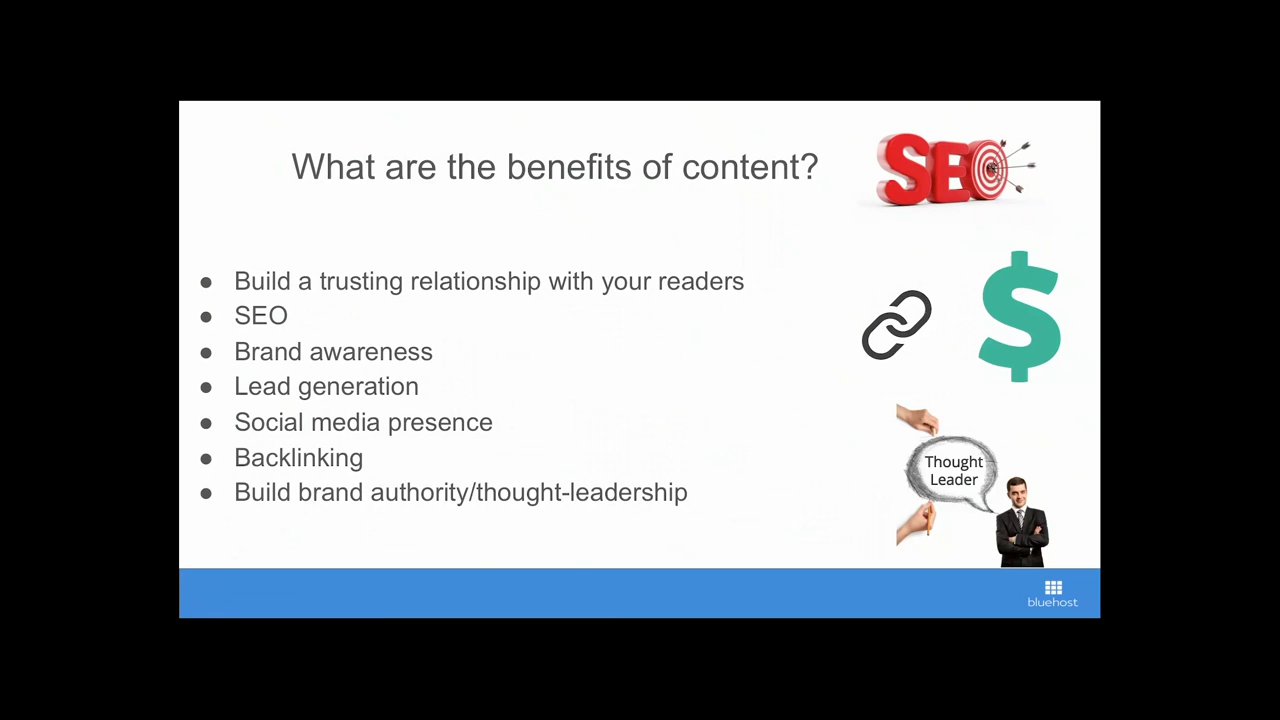 What are the benefits of content?
SEO
● Build a trusting relationship with your readers
● SEO
● Brand awareness
● Lead generation
● Social media presence
● Backlinking
● Build brand authority/thought-leadership
$
Thought
Leader
bluehost